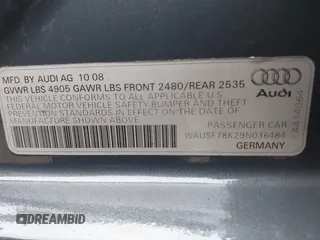 MFD. BY AUDI AG 10 08
GVWR LBS 4905 GAWR LBS FRONT 2480/REAR 2535
THIS VEHICLE CONFORMS TO ALL APPLICABLE U.S.
FEDERAL MOTOR VEHICLE SAFETY, BUMPER AND THEFT
PREVENTION STANDARDS IN EFFECT ON THE DATE OF
MANUFACTURE SHOWN ABOVE
Audi
PASSENGER CAR
WAUSF78K29N036484
GERMANY
DREAMBID.COM